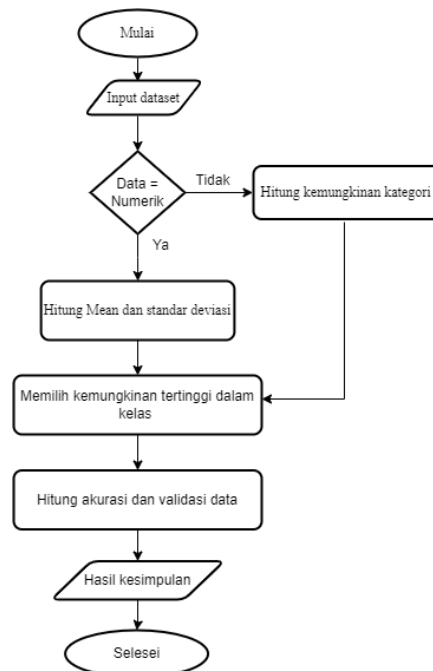 Mulai
Input dataset
Data =
Numerik
Tidak
Hitung kemungkinan kategori
Ya
Hitung Mean dan standar deviasi
Memilih kemungkinan tertinggi dalam
kelas
Hitung akurasi dan validasi data
Hasil kesimpulan
Selesei